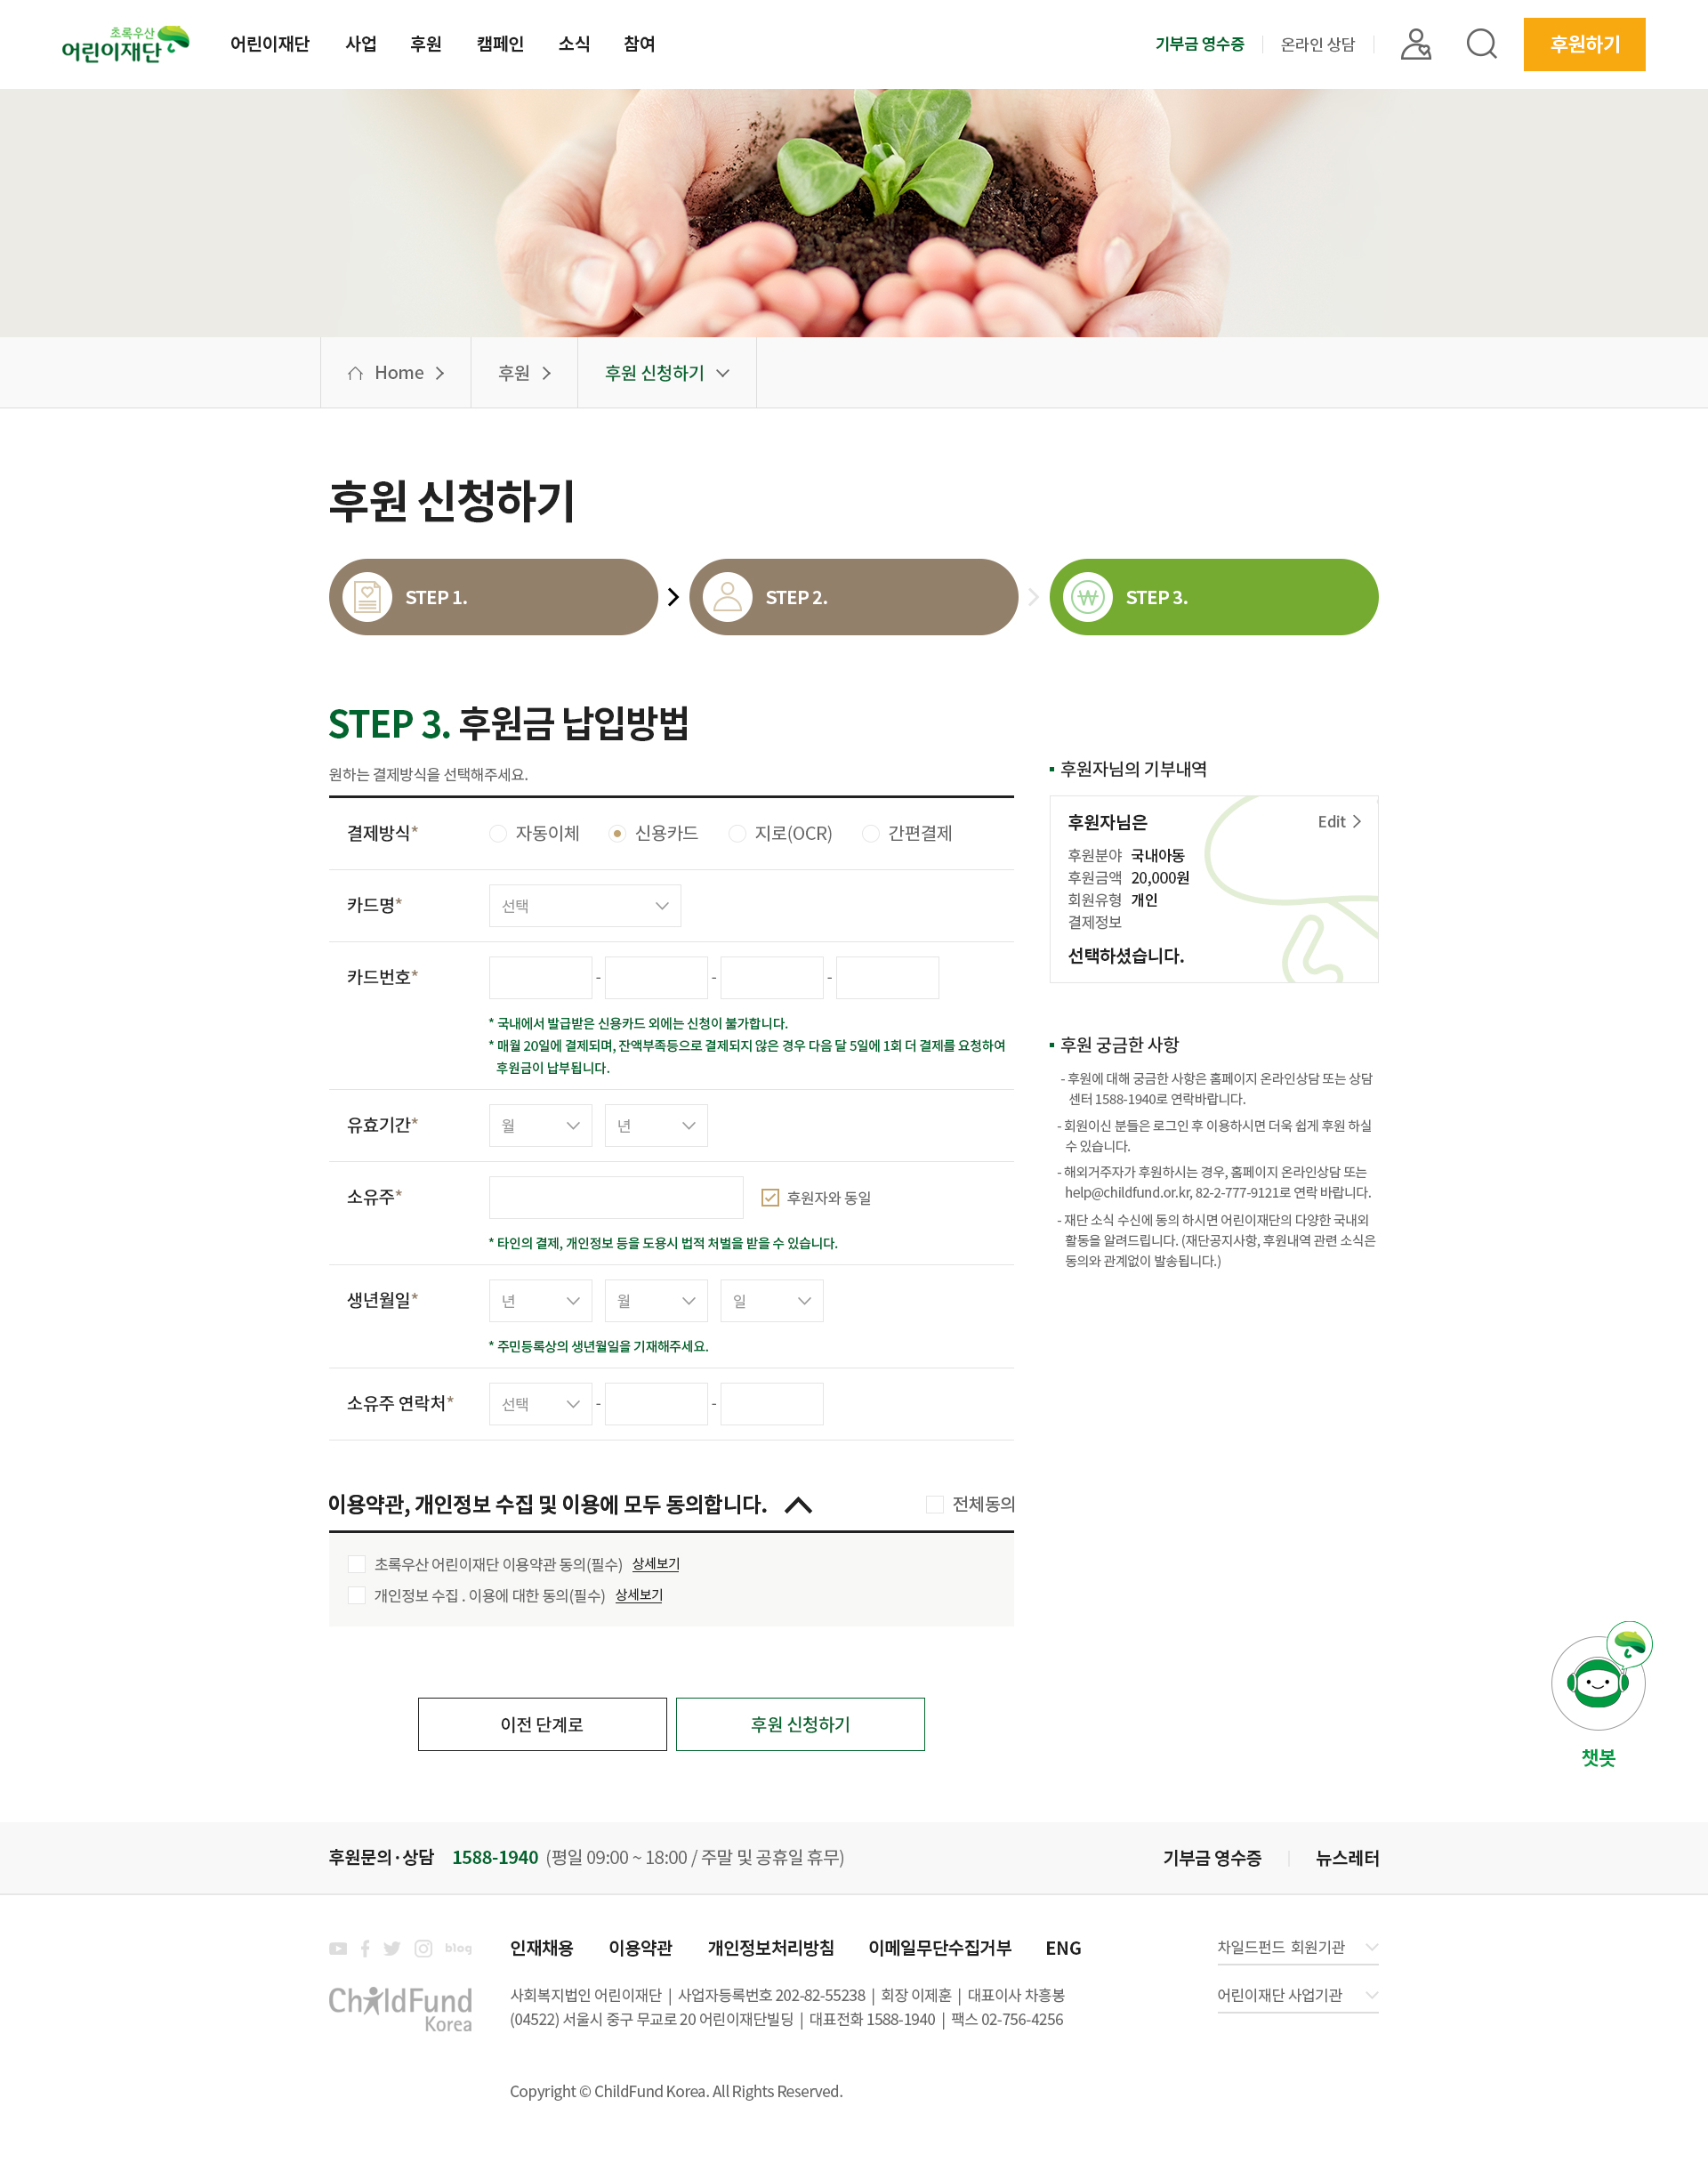 초록우산
어린이재단
어린이재단 사업 후원 캠페인 소식 참여
기부금 영수증 온라인 상담 후원하기
Home 후원 후원 신청하기
후원 신청하기
STEP 1. STEP 2. STEP 3.
STEP 3. 후원금 납입방법
원하는 결제방식을 선택해주세요.
결제방식* 자동이체 신용카드 지로(OCR) 간편결제
카드명* 선택
카드번호* - - -
* 국내에서 발급받은 신용카드 외에는 신청이 불가합니다.
* 매월 20일에 결제되며, 잔액부족등으로 결제되지 않은 경우 다음 달 5일에 1회 더 결제를 요청하여
후원금이 납부됩니다.
유효기간* 월 년
소유주* 후원자와 동일
* 타인의 결제, 개인정보 등을 도용시 법적 처벌을 받을 수 있습니다.
생년월일* 년 월 일
* 주민등록상의 생년월일을 기재해주세요.
소유주 연락처* 선택 - -
후원자님의 기부내역
후원자님은 Edit
후원분야 국내아동
후원금액 20,000원
회원유형 개인
결제정보
선택하셨습니다.
후원 궁금한 사항
- 후원에 대해 궁금한 사항은 홈페이지 온라인상담 또는 상담
센터 1588-1940로 연락바랍니다.
- 회원이신 분들은 로그인 후 이용하시면 더욱 쉽게 후원 하실
수 있습니다.
- 해외거주자가 후원하시는 경우, 홈페이지 온라인상담 또는
help@childfund.or.kr, 82-2-777-9121로 연락 바랍니다.
- 재단 소식 수신에 동의 하시면 어린이재단의 다양한 국내외
활동을 알려드립니다. (재단공지사항, 후원내역 관련 소식은
동의와 관계없이 발송됩니다.)
이용약관, 개인정보 수집 및 이용에 모두 동의합니다. 전체동의
초록우산 어린이재단 이용약관 동의(필수) 상세보기
개인정보 수집 . 이용에 대한 동의(필수) 상세보기
이전 단계로 후원 신청하기
챗봇
후원문의·상담 1588-1940 (평일 09:00 ~ 18:00 / 주말 및 공휴일 휴무) 기부금 영수증 뉴스레터
blog 인재채용 이용약관 개인정보처리방침 이메일무단수집거부 ENG 차일드펀드 회원기관
ChildFund
Korea
사회복지법인 어린이재단 | 사업자등록번호 202-82-55238 | 회장 이제훈 | 대표이사 차흥봉 어린이재단 사업기관
(04522) 서울시 중구 무교로 20 어린이재단빌딩 | 대표전화 1588-1940 | 팩스 02-756-4256
Copyright © ChildFund Korea. All Rights Reserved.